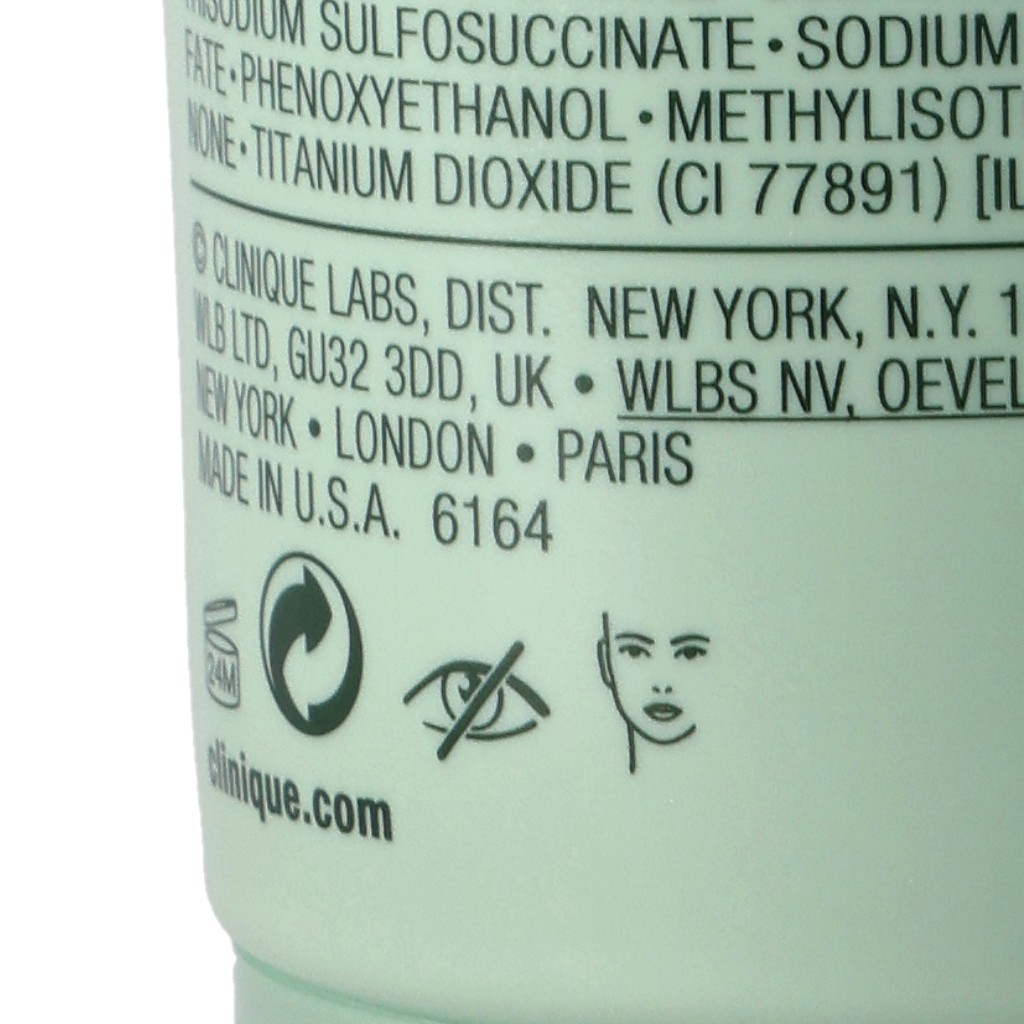 TRISODIUM SULFOSUCCINATE • SODIUM
FATE • PHENOXYETHANOL • METHYLISOT
NONE • TITANIUM DIOXIDE (CI 77891) [IL
© CLINIQUE LABS, DIST. NEW YORK, N.Y. 1
WLB LTD, GU32 3DD, UK • WLBS NV, OEVEL
NEW YORK • LONDON • PARIS
MADE IN U.S.A. 6164
24M
clinique.com